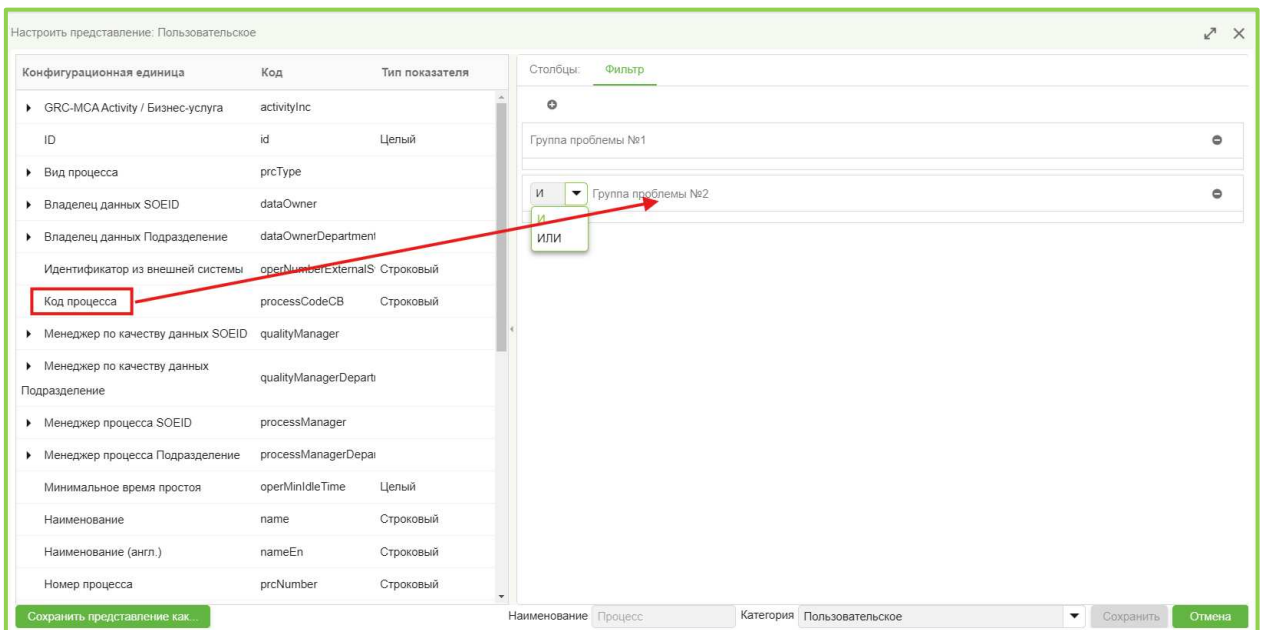 Настроить представление: Пользовательское
Конфигурационная единица Код Тип показателя
Столбцы: Фильтр
GRC-MCA Activity / Бизнес-услуга activityInc
ID id Целый
Группа проблемы №1
Вид процесса prcType
И Группа проблемы №2
Владелец данных SOEID dataOwner
И
ИЛИ
Владелец данных Подразделение dataOwnerDepartment
Идентификатор из внешней системы operNumberExternalS Строковый
Код процесса processCodeCB Строковый
Менеджер по качеству данных SOEID qualityManager
Менеджер по качеству данных
Подразделение qualityManagerDepart
Менеджер процесса SOEID processManager
Менеджер процесса Подразделение processManagerDepar
Минимальное время простоя operMinIdleTime Целый
Наименование name Строковый
Наименование (англ.) nameEn Строковый
Номер процесса prcNumber Строковый
Сохранить представление как... Наименование Процесс Категория Пользовательское Сохранить Отмена